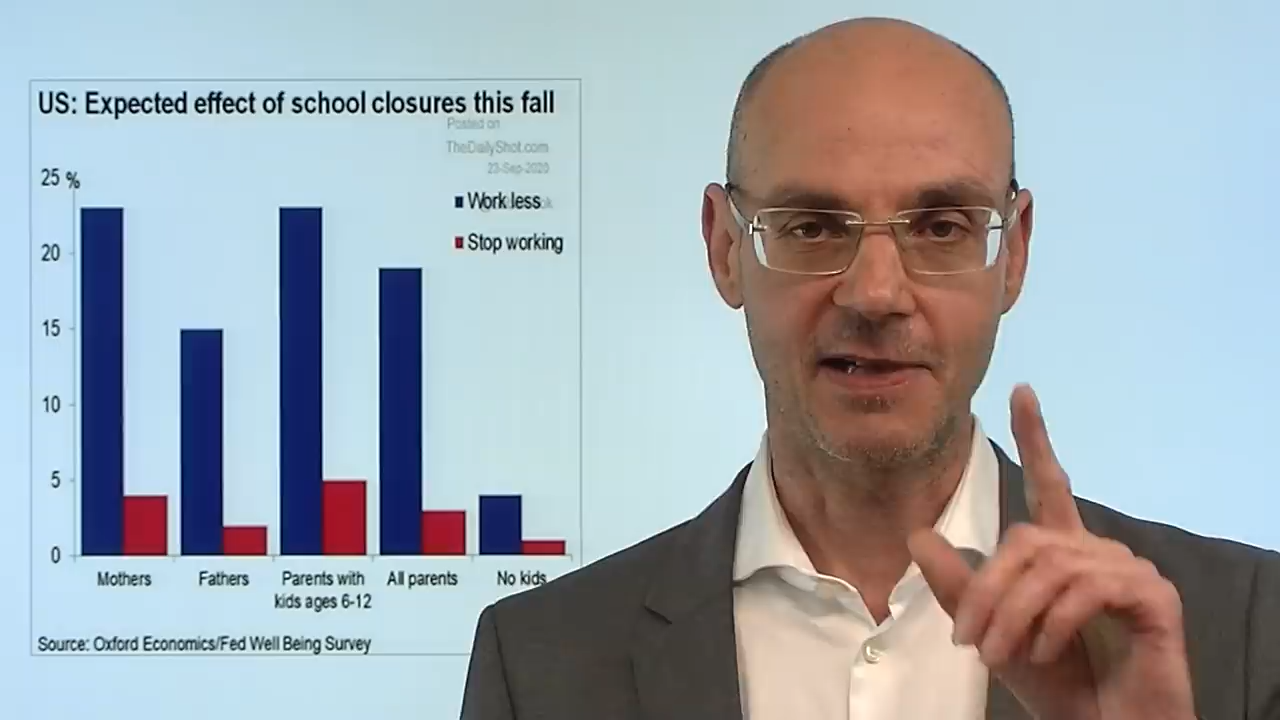 US: Expected effect of school closures this fall
Posted on
TheDailyShot.com
23-Sep-2020
25 %
Work less
Stop working
20
15
10
5
0
Mothers
Fathers
Parents with
kids ages 6-12
All parents
No kids
Source: Oxford Economics/Fed Well Being Survey